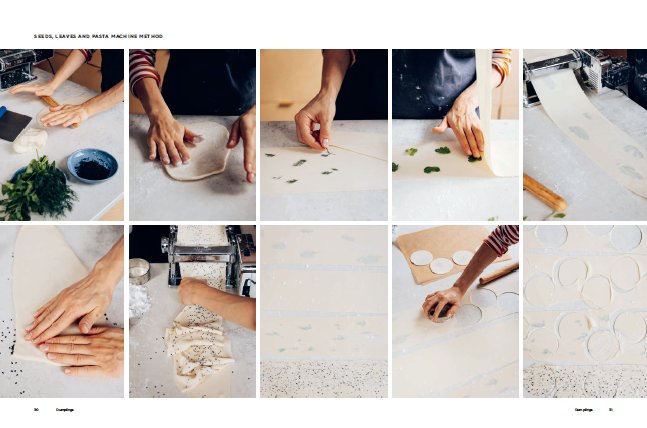 SEEDS, LEAVES AND PASTA MACHINE METHOD
30 Dumplings
Dumplings 31